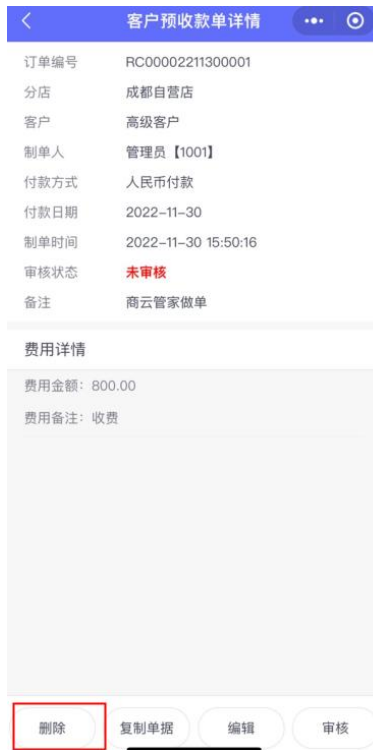 客户预收款单详情
订单编号 RC00002211300001
分店 成都自营店
客户 高级客户
制单人 管理员【1001】
付款方式 人民币付款
付款日期 2022-11-30
制单时间 2022-11-30 15:50:16
审核状态 未审核
备注 商云管家做单
费用详情
费用金额：800.00
费用备注：收费
删除 复制单据 编辑 审核